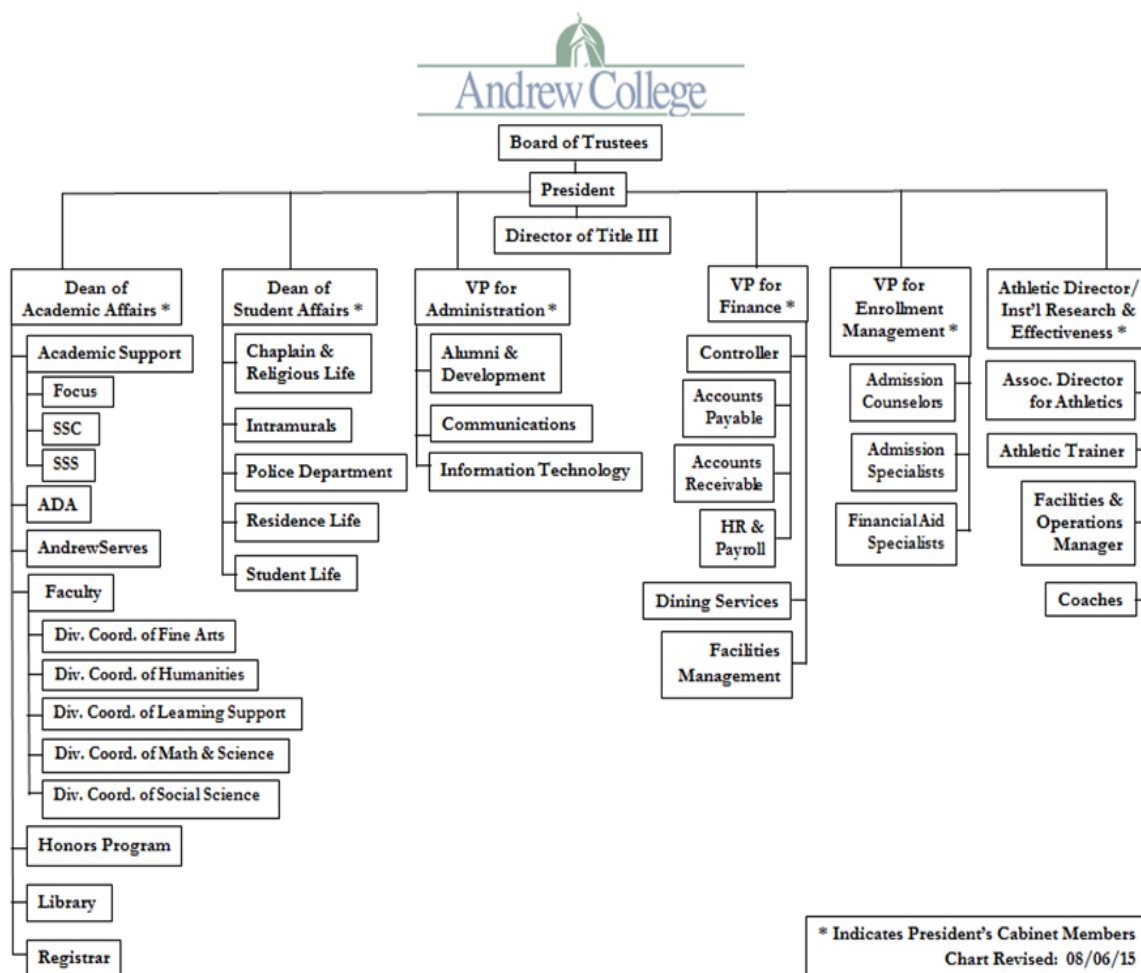 Andrew College
Board of Trustees
President
Director of Title III
Dean of
Academic Affairs *
Academic Support
Focus
SSC
SSS
ADA
AndrewServes
Faculty
Div. Coord. of Fine Arts
Div. Coord. of Humanities
Div. Coord. of Learning Support
Div. Coord. of Math & Science
Div. Coord. of Social Science
Honors Program
Library
Registrar
Dean of
Student Affairs *
Chaplain &
Religious Life
Intramurals
Police Department
Residence Life
Student Life
VP for
Administration *
Alumni &
Development
Communications
Information Technology
VP for
Finance *
Controller
Accounts
Payable
Accounts
Receivable
HR &
Payroll
Dining Services
Facilities
Management
VP for
Enrollment
Management *
Admission
Counselors
Admission
Specialists
Financial Aid
Specialists
Athletic Director/
Inst'l Research &
Effectiveness *
Assoc. Director
for Athletics
Athletic Trainer
Facilities &
Operations
Manager
Coaches
* Indicates President's Cabinet Members
Chart Revised: 08/06/15